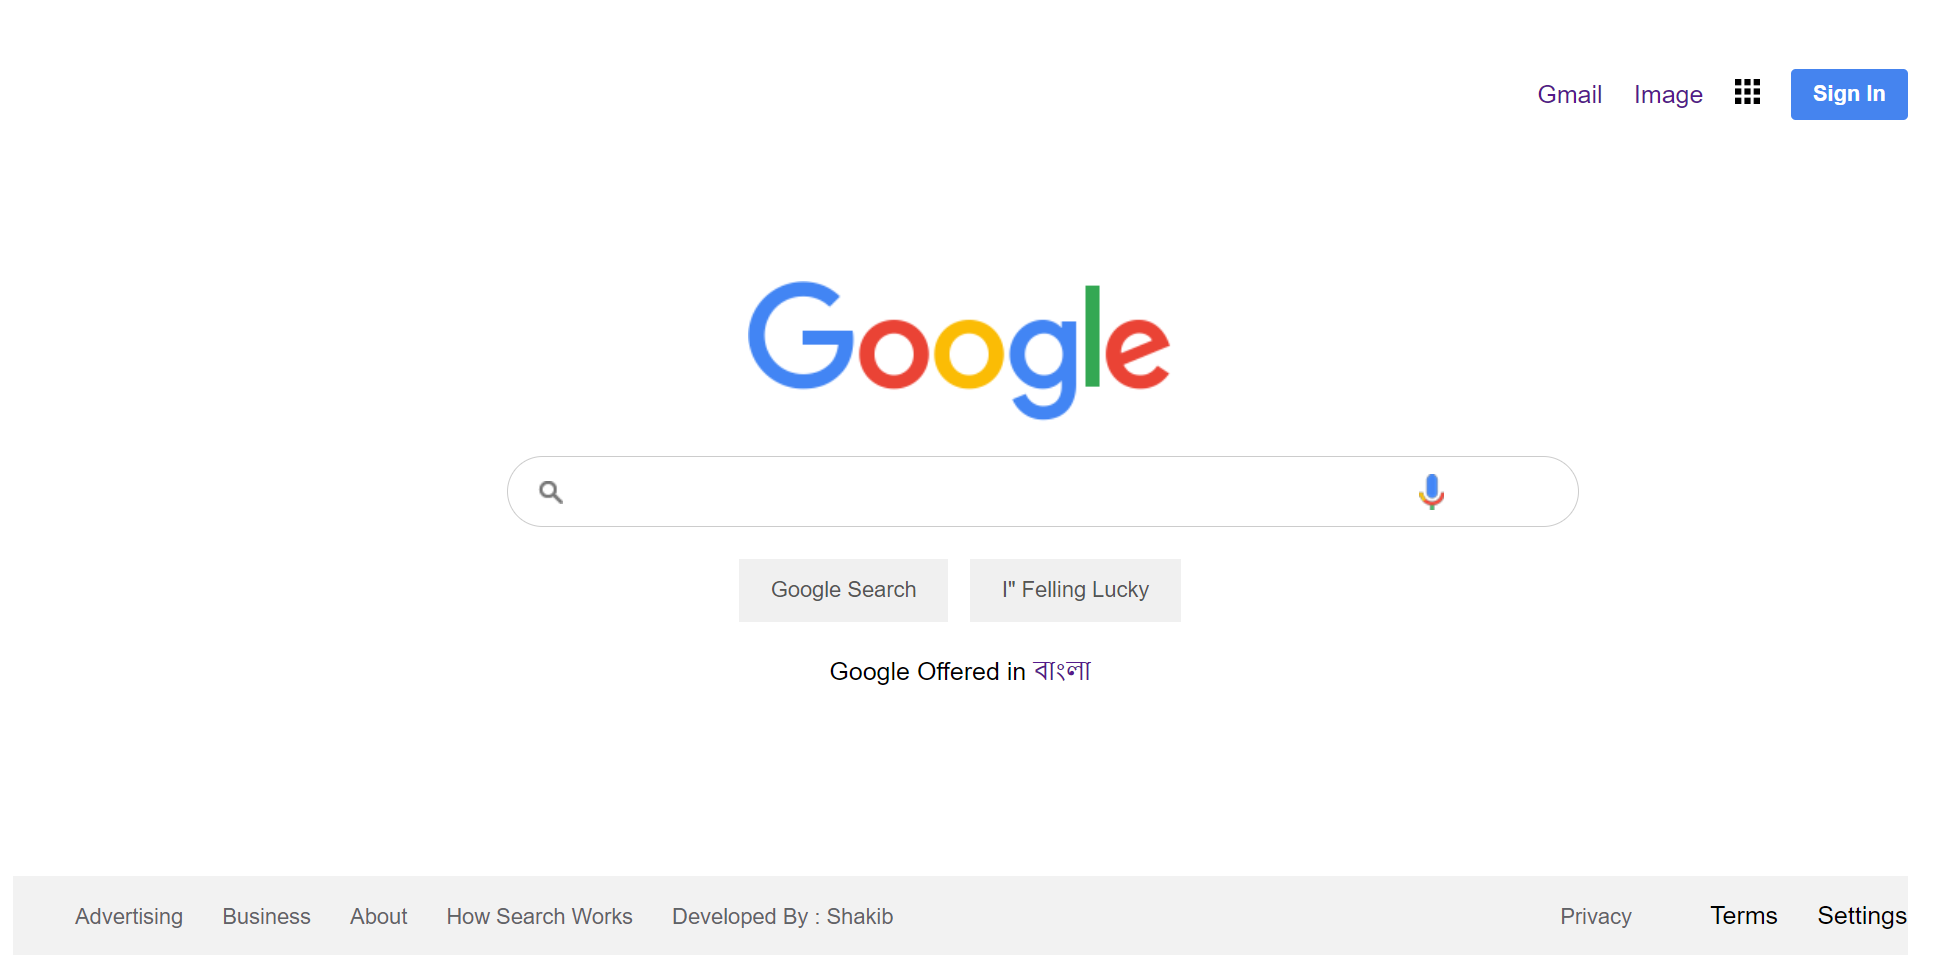 Gmail Image Sign In
Google
Google Search I" Felling Lucky
Google Offered in বাংলা
Advertising Business About How Search Works Developed By : Shakib Privacy Terms Settings